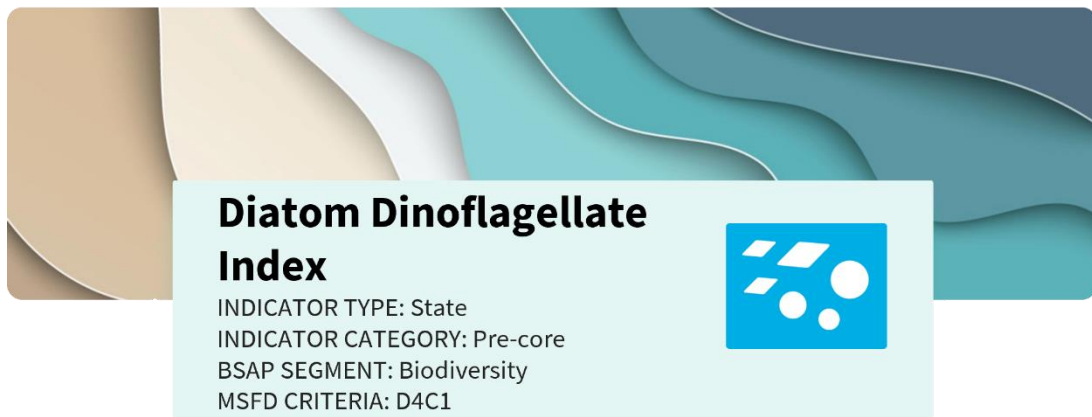 Diatom Dinoflagellate
Index
INDICATOR TYPE: State
INDICATOR CATEGORY: Pre-core
BSAP SEGMENT: Biodiversity
MSFD CRITERIA: D4C1